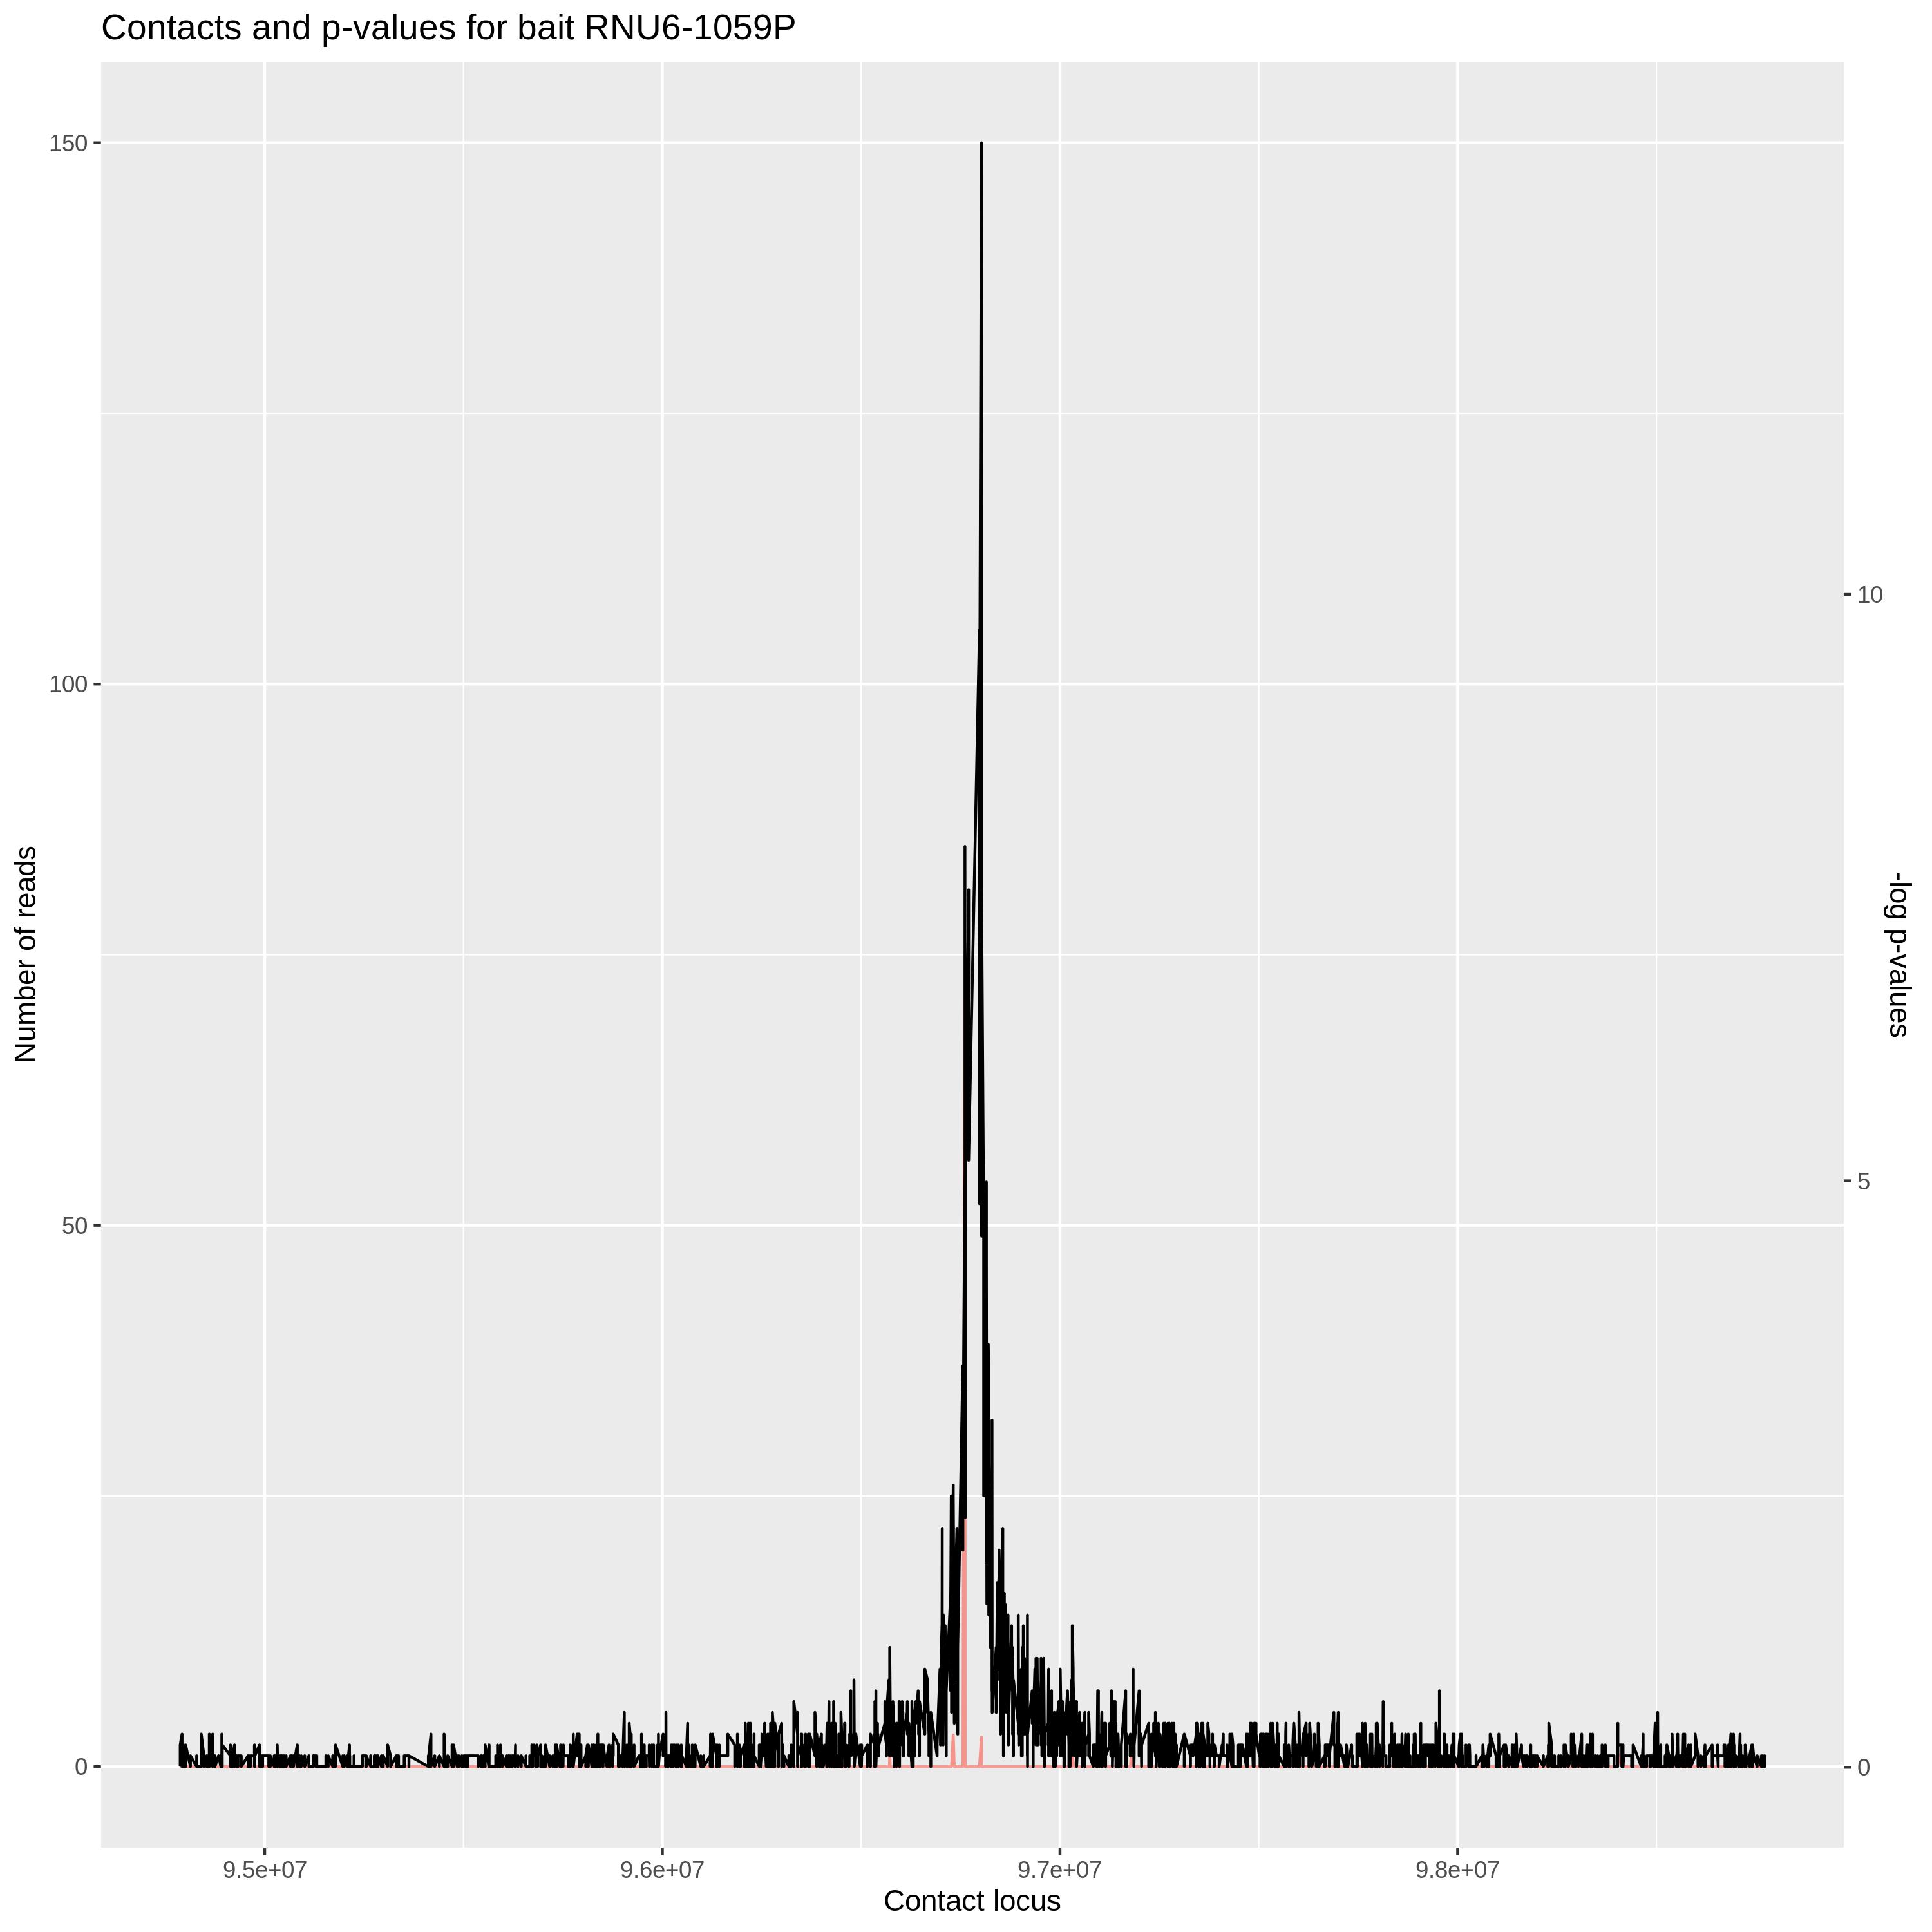 Contacts and p-values for bait RNU6-1059P
150
100
50
0
Number of reads
10
5
0
-log p-values
9.5e+07
9.6e+07
9.7e+07
9.8e+07
Contact locus